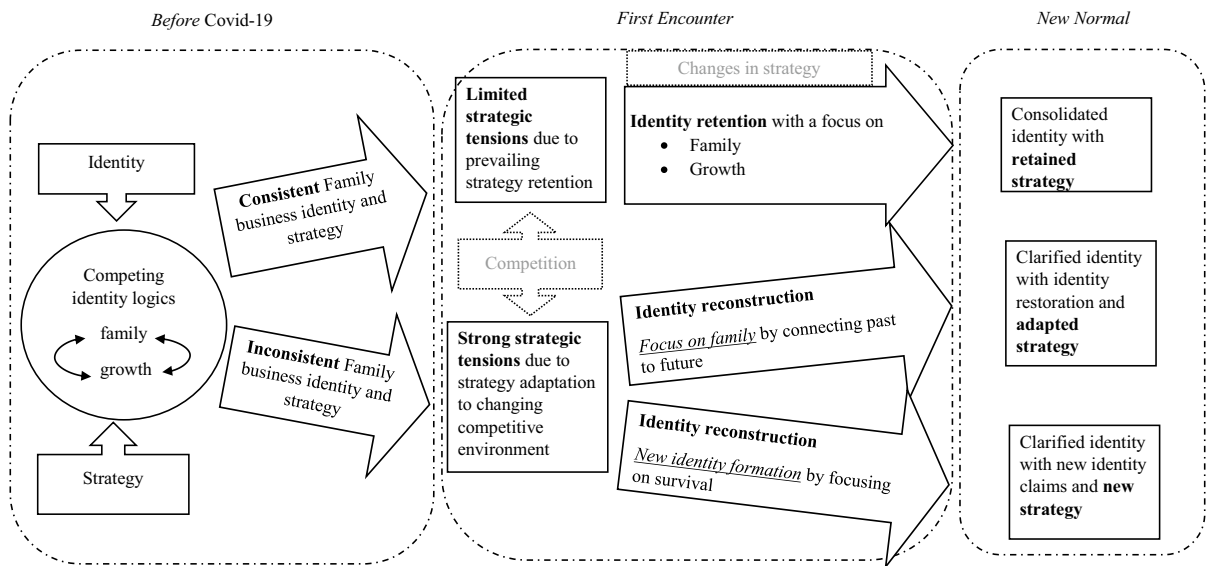 Before Covid-19
First Encounter
New Normal
Identity
Competing
identity logics
family
growth
Strategy
Consistent Family
business identity and
strategy
Inconsistent Family
business identity and
strategy
Limited
strategic
tensions due to
prevailing
strategy retention
Competition
Strong strategic
tensions due to
strategy adaptation
to changing
competitive
environment
Changes in strategy
Identity retention with a focus on
• Family
• Growth
Identity reconstruction
Focus on family by connecting past
to future
Identity reconstruction
New identity formation by focusing
on survival
Consolidated
identity with
retained
strategy
Clarified identity
with identity
restoration and
adapted
strategy
Clarified identity
with new identity
claims and new
strategy